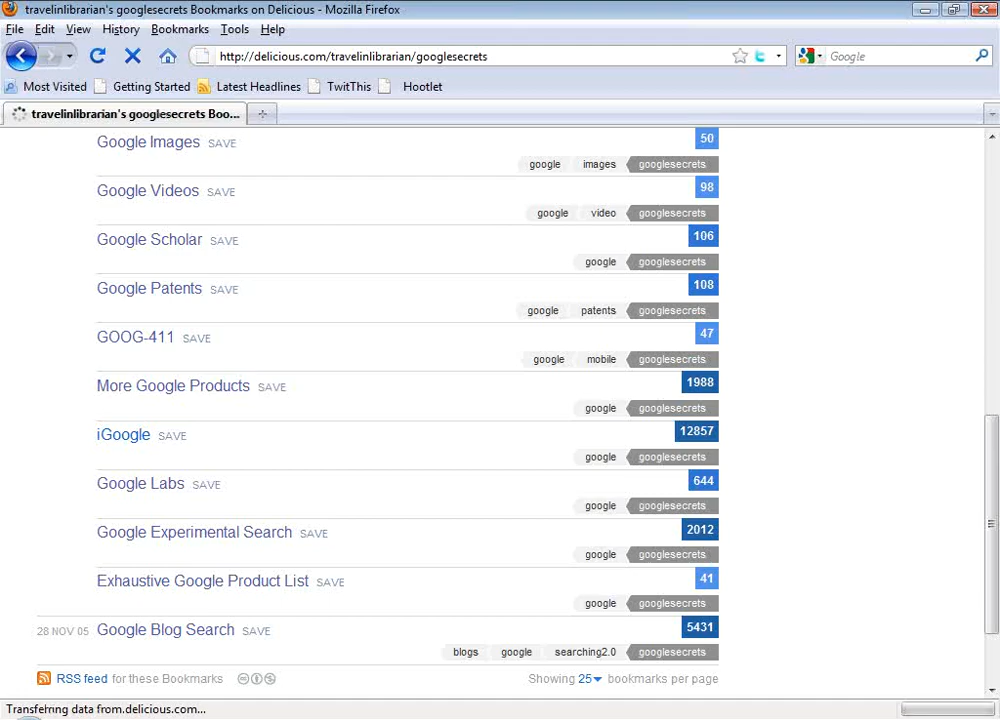 travelinlibrarian's googlesecrets Bookmarks on Delicious - Mozilla Firefox
File Edit View History Bookmarks Tools Help
http://delicious.com/travelinlibrarian/googlesecrets Google
Most Visited Getting Started Latest Headlines TwitThis Hootlet
travelinlibrarian's googlesecrets Boo...
Google Images SAVE 50
google images googlesecrets
Google Videos SAVE 98
google video googlesecrets
Google Scholar SAVE 106
google googlesecrets
Google Patents SAVE 108
google patents googlesecrets
GOOG-411 SAVE 47
google mobile googlesecrets
More Google Products SAVE 1988
google googlesecrets
iGoogle SAVE 12857
google googlesecrets
Google Labs SAVE 644
google googlesecrets
Google Experimental Search SAVE 2012
google googlesecrets
Exhaustive Google Product List SAVE 41
google googlesecrets
28 NOV 05 Google Blog Search SAVE 5431
blogs google searching2.0 googlesecrets
RSS feed for these Bookmarks Showing 25 bookmarks per page
Transferring data from.delicious.com...